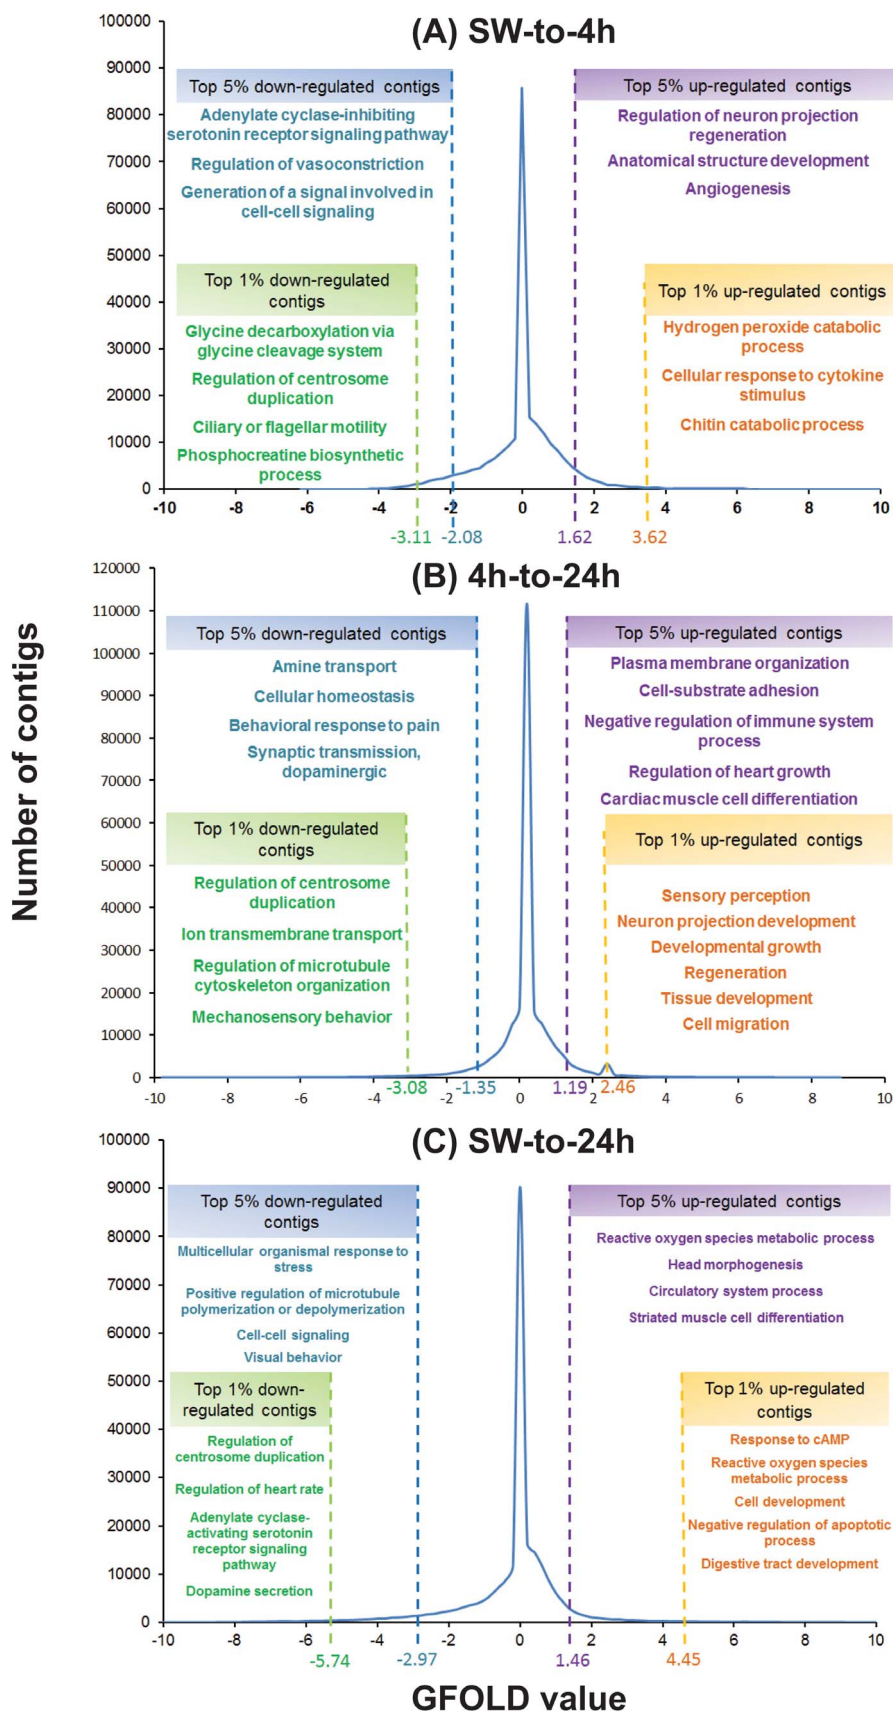 (A) SW-to-4h
100000
90000
80000
70000
60000
50000
40000
30000
20000
10000
0
Top 5% down-regulated contigs
Adenylate cyclase-inhibiting
serotonin receptor signaling pathway
Regulation of vasoconstriction
Generation of a signal involved in
cell-cell signaling
Top 5% up-regulated contigs
Regulation of neuron projection
regeneration
Anatomical structure development
Angiogenesis
Top 1% down-regulated
contigs
Glycine decarboxylation via
glycine cleavage system
Regulation of centrosome
duplication
Ciliary or flagellar motility
Phosphocreatine biosynthetic
process
Top 1% up-regulated contigs
Hydrogen peroxide catabolic
process
Cellular response to cytokine
stimulus
Chitin catabolic process
-10 -8 -6 -4 -2 0 2 4 6 8 10
-3.11 -2.08 1.62 3.62
(B) 4h-to-24h
120000
110000
100000
90000
80000
70000
60000
50000
40000
30000
20000
10000
0
Top 5% down-regulated contigs
Amine transport
Cellular homeostasis
Behavioral response to pain
Synaptic transmission,
dopaminergic
Top 5% up-regulated contigs
Plasma membrane organization
Cell-substrate adhesion
Negative regulation of immune system
process
Regulation of heart growth
Cardiac muscle cell differentiation
Top 1% down-regulated
contigs
Regulation of centrosome
duplication
Ion transmembrane transport
Regulation of microtubule
cytoskeleton organization
Mechanosensory behavior
Top 1% up-regulated contigs
Sensory perception
Neuron projection development
Developmental growth
Regeneration
Tissue development
Cell migration
-10 -8 -6 -4 -2 0 2 4 6 8 10
-3.08 -1.35 1.19 2.46
Number of contigs
(C) SW-to-24h
100000
90000
80000
70000
60000
50000
40000
30000
20000
10000
0
Top 5% down-regulated
contigs
Multicellular organismal response to
stress
Positive regulation of microtubule
polymerization or depolymerization
Cell-cell signaling
Visual behavior
Top 5% up-regulated contigs
Reactive oxygen species metabolic process
Head morphogenesis
Circulatory system process
Striated muscle cell differentiation
Top 1% down-
regulated contigs
Regulation of
centrosome duplication
Regulation of heart rate
Adenylate cyclase-
activating serotonin
receptor signaling
pathway
Dopamine secretion
Top 1% up-regulated
contigs
Response to cAMP
Reactive oxygen species
metabolic process
Cell development
Negative regulation of apoptotic
process
Digestive tract development
-10 -8 -6 -4 -2 0 2 4 6 8 10
-5.74 -2.97 1.46 4.45
GFOLD value